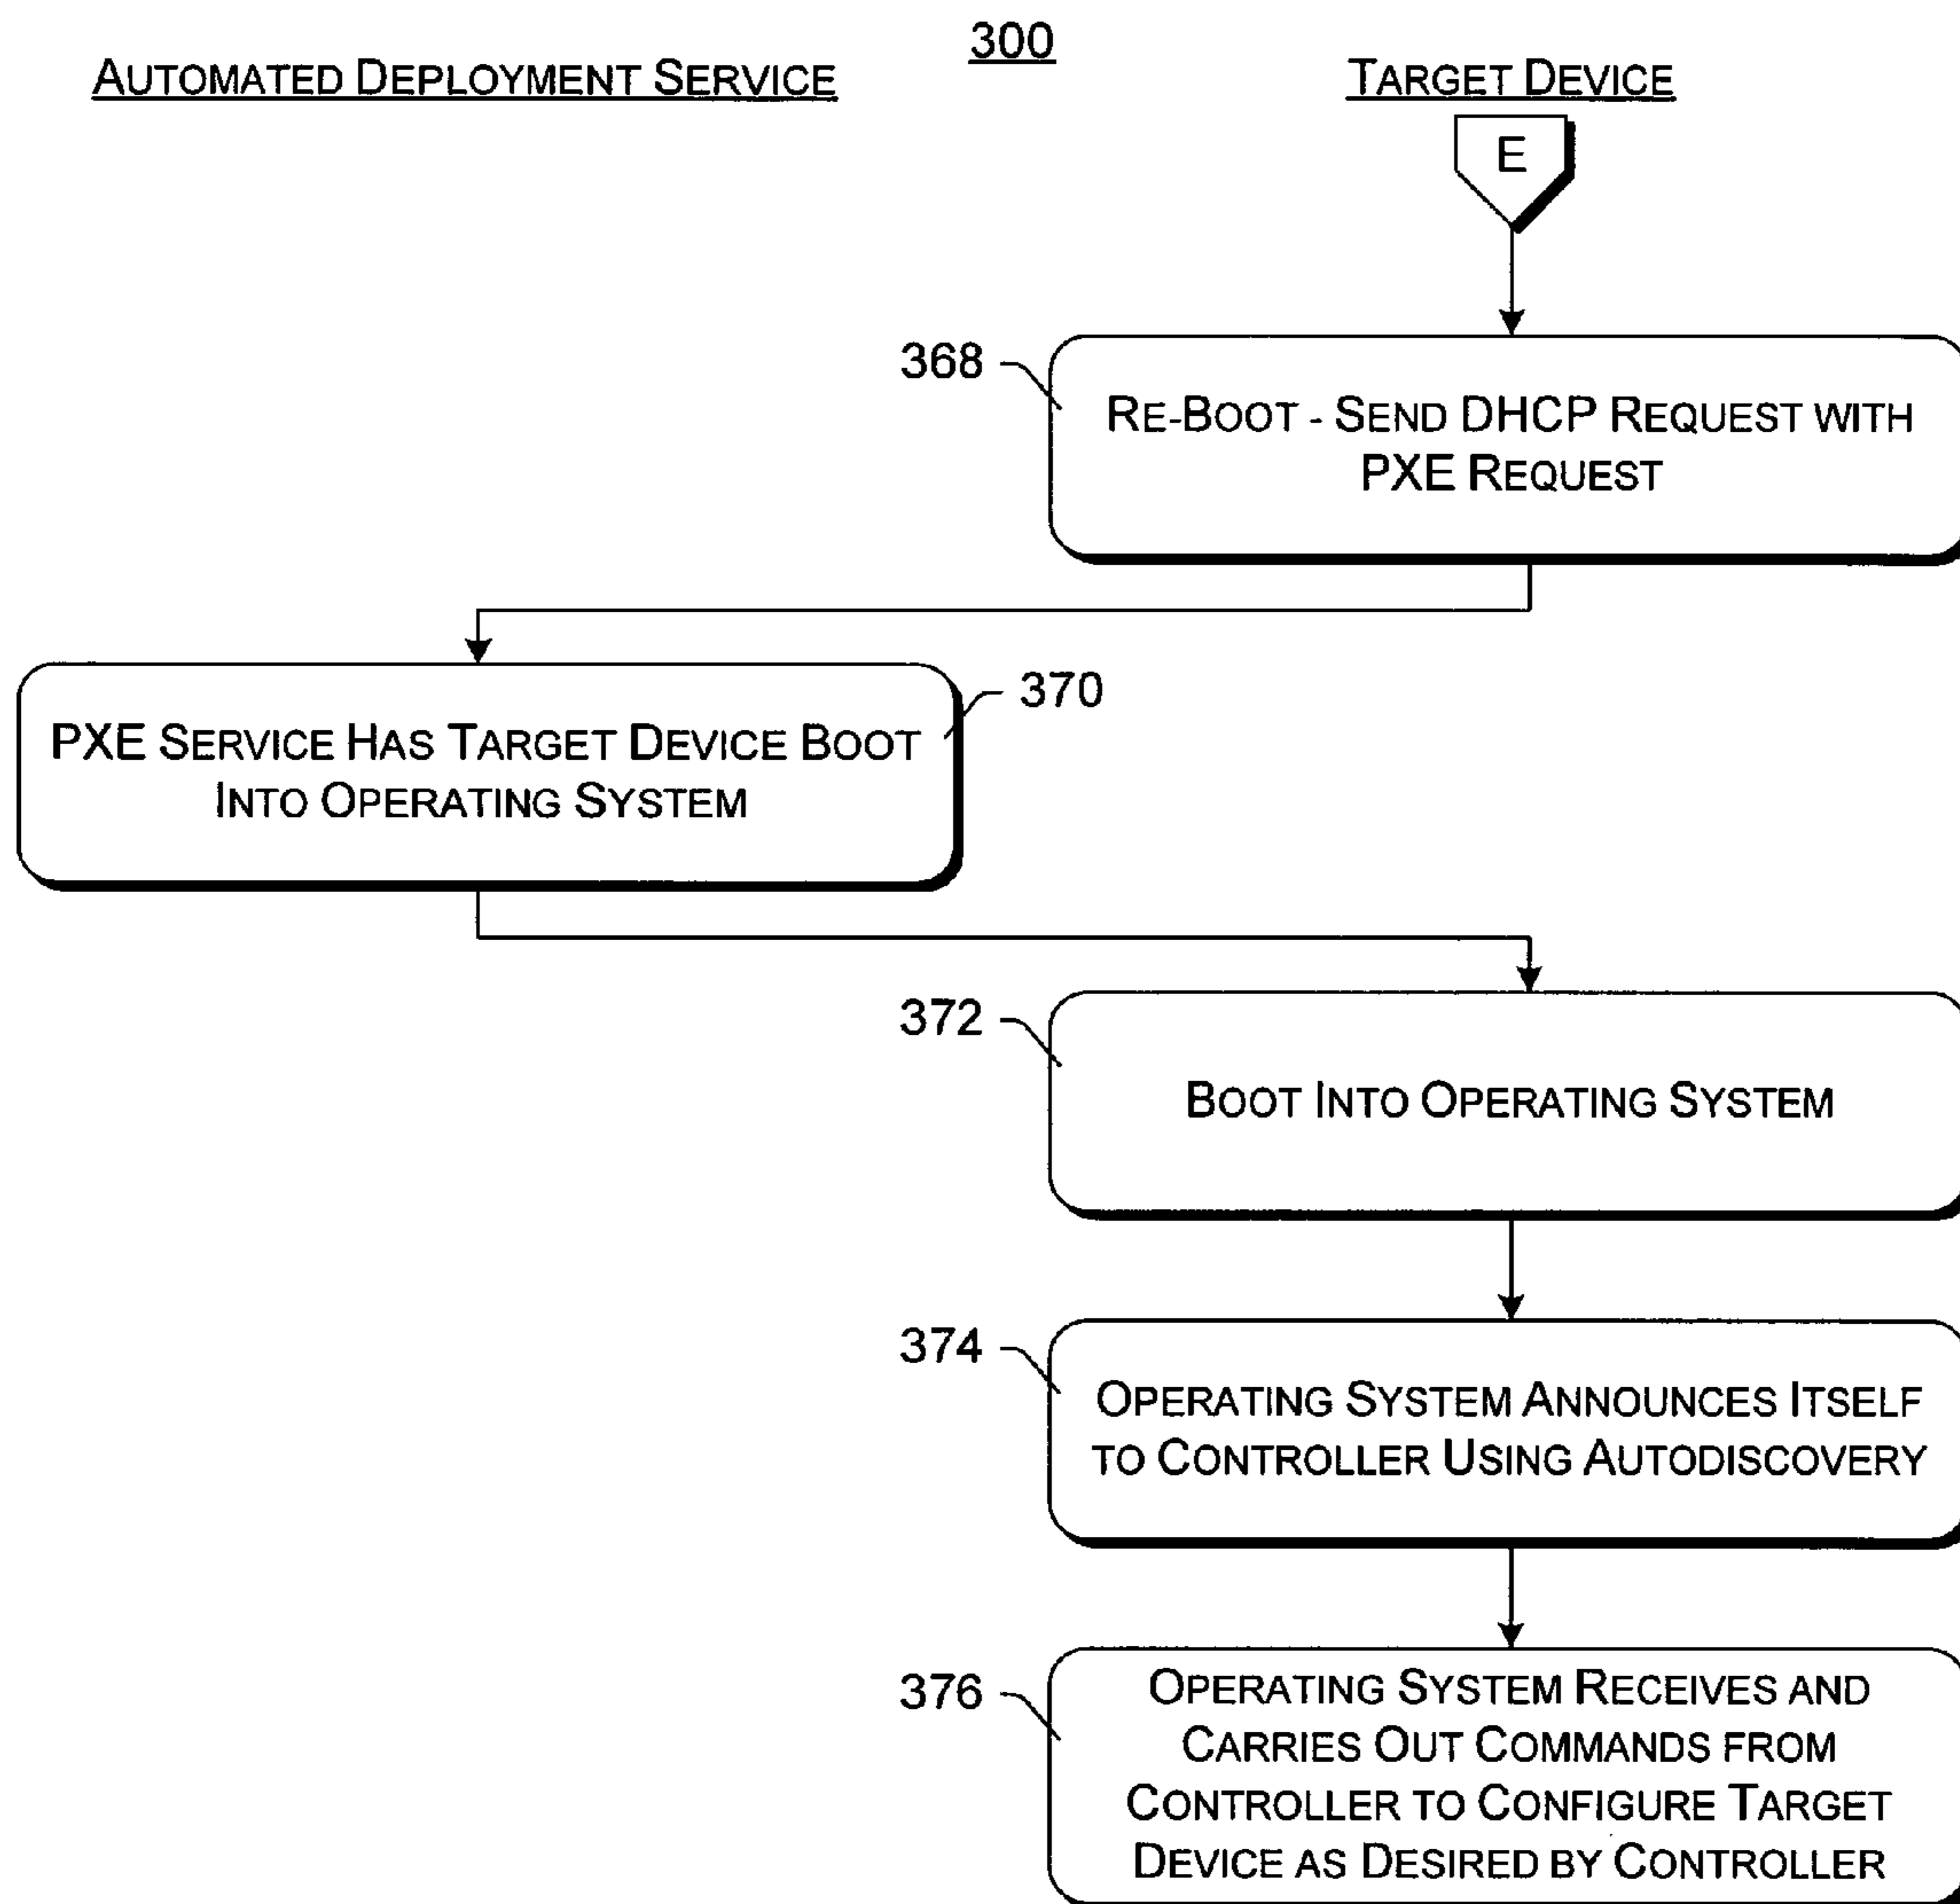 300
AUTOMATED DEPLOYMENT SERVICE
TARGET DEVICE
E
368
RE-BOOT - SEND DHCP REQUEST WITH
PXE REQUEST
370
PXE SERVICE HAS TARGET DEVICE BOOT
INTO OPERATING SYSTEM
372
BOOT INTO OPERATING SYSTEM
374
OPERATING SYSTEM ANNOUNCES ITSELF
TO CONTROLLER USING AUTODISCOVERY
376
OPERATING SYSTEM RECEIVES AND
CARRIES OUT COMMANDS FROM
CONTROLLER TO CONFIGURE TARGET
DEVICE AS DESIRED BY CONTROLLER